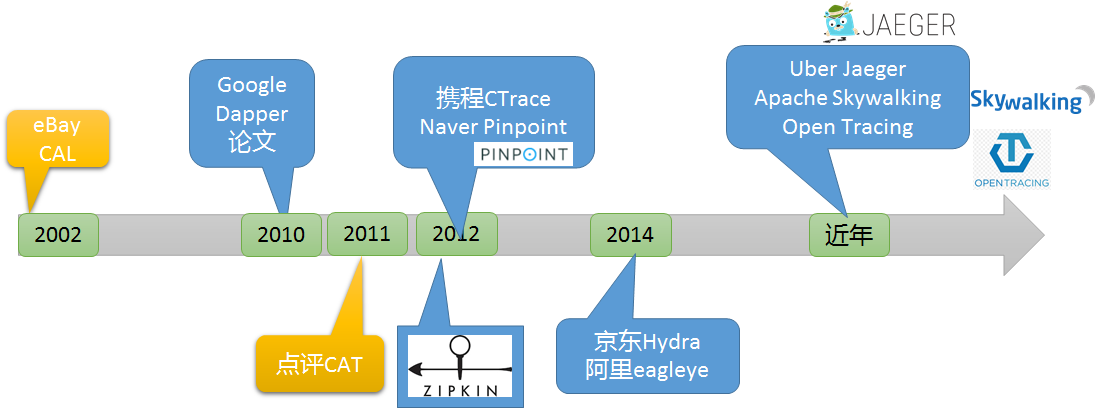 JAEGER
Google
Dapper
论文
携程CTrace
Naver Pinpoint
PINPOINT
Uber Jaeger
Apache Skywalking
Open Tracing
Skywalking
OPENTRACING
eBay
CAL
2002
2010
2011
2012
2014
近年
点评CAT
ZIPKIN
京东Hydra
阿里eagleye